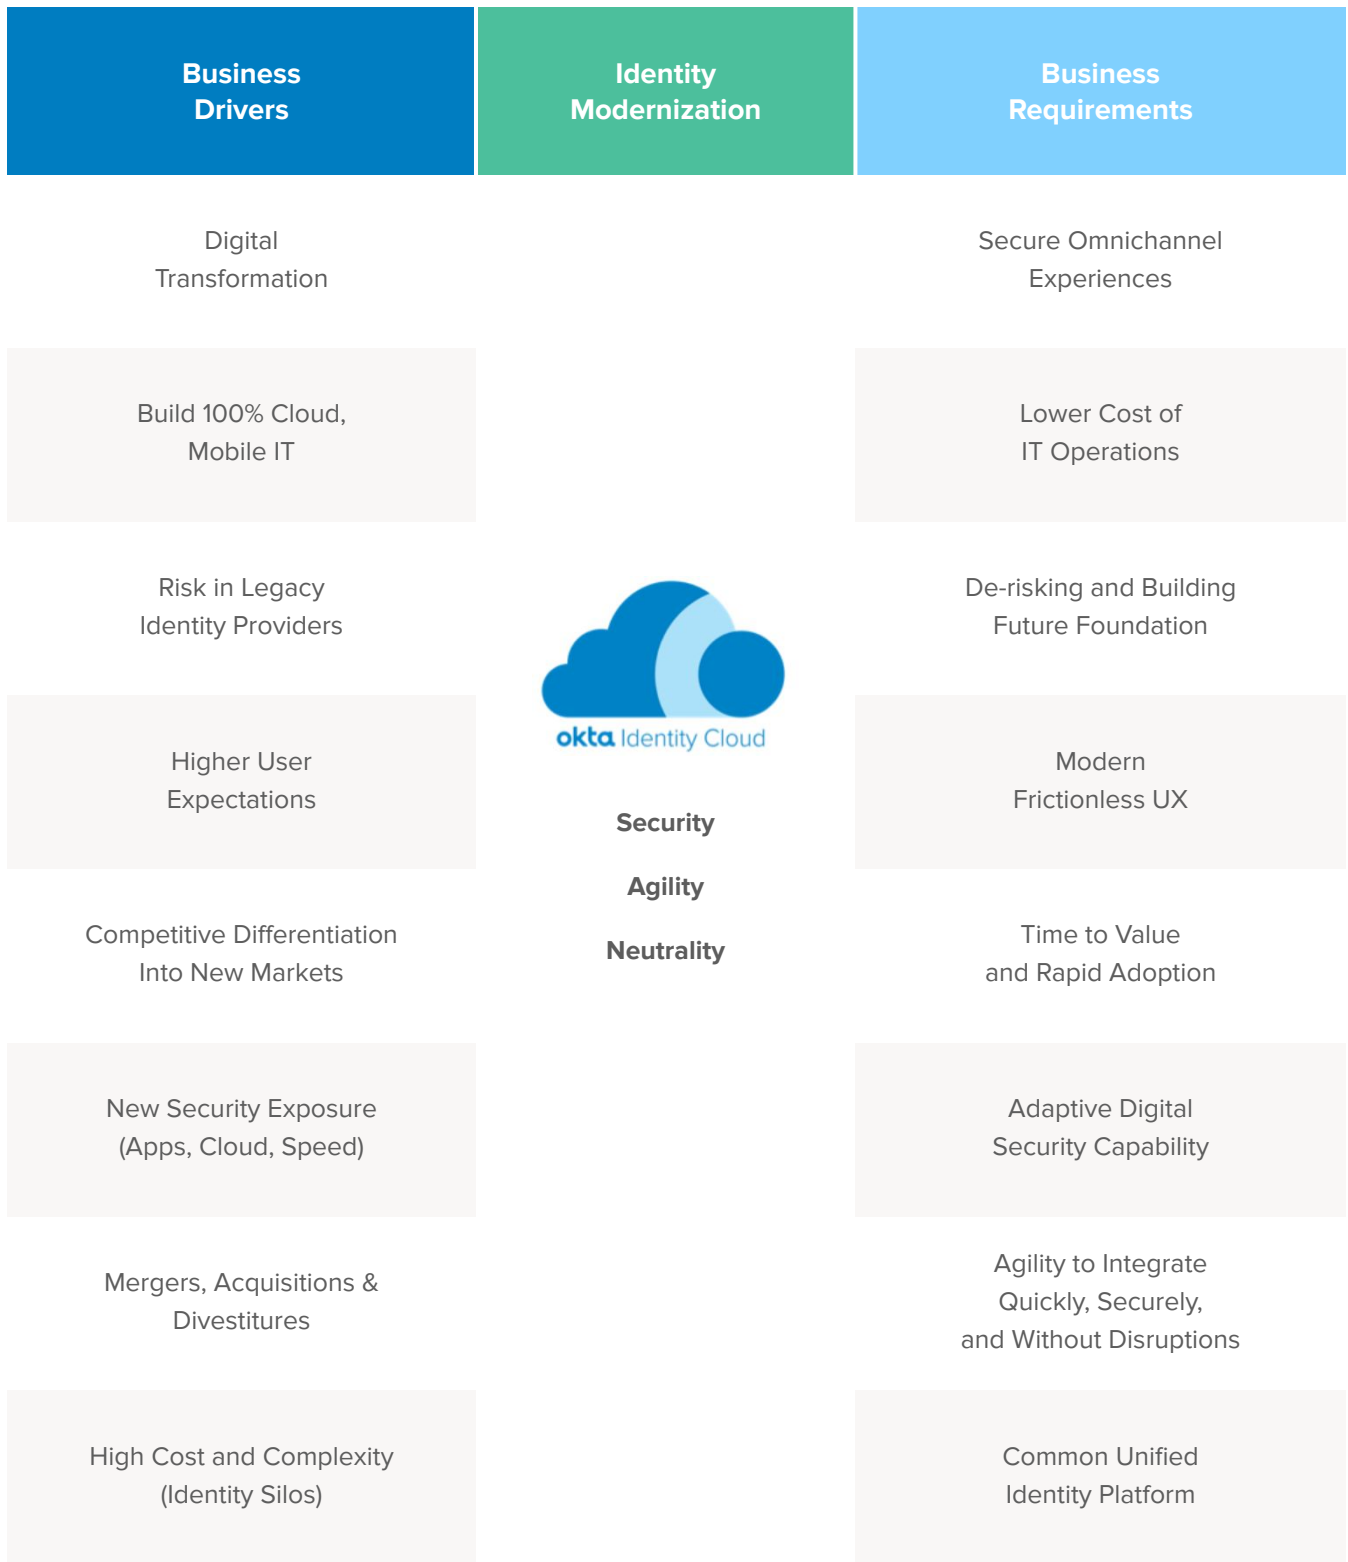 Business
Drivers
Identity
Modernization
Business
Requirements
Digital
Transformation
Secure Omnichannel
Experiences
Build 100% Cloud,
Mobile IT
Lower Cost of
IT Operations
Risk in Legacy
Identity Providers
De-risking and Building
Future Foundation
okta Identity Cloud
Higher User
Expectations
Modern
Frictionless UX
Security
Agility
Neutrality
Competitive Differentiation
Into New Markets
Time to Value
and Rapid Adoption
New Security Exposure
(Apps, Cloud, Speed)
Adaptive Digital
Security Capability
Mergers, Acquisitions &
Divestitures
Agility to Integrate
Quickly, Securely,
and Without Disruptions
High Cost and Complexity
(Identity Silos)
Common Unified
Identity Platform